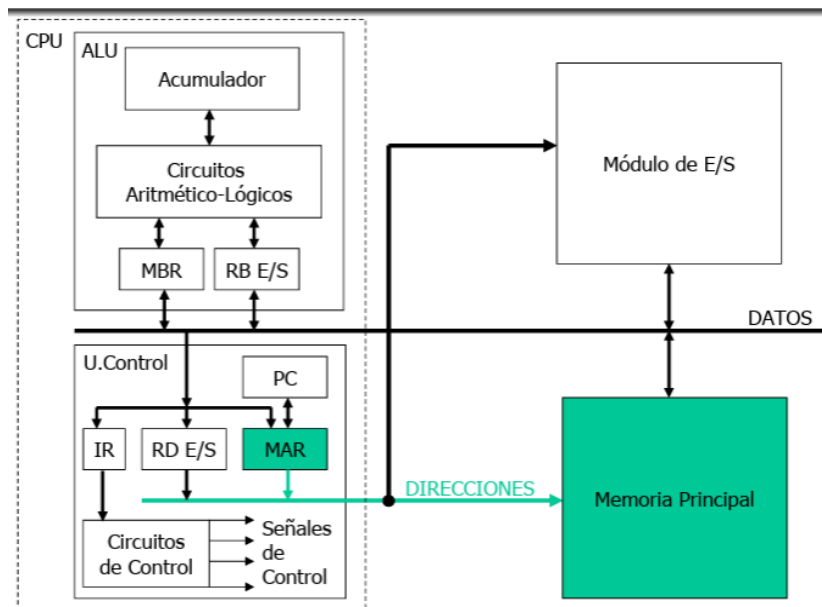 CPU
ALU
Acumulador
Circuitos
Aritmético-Lógicos
MBR
RB E/S
Módulo de E/S
DATOS
U.Control
PC
IR
RD E/S
MAR
DIRECCIONES
Memoria Principal
Circuitos
de Control
Señales
de
Control